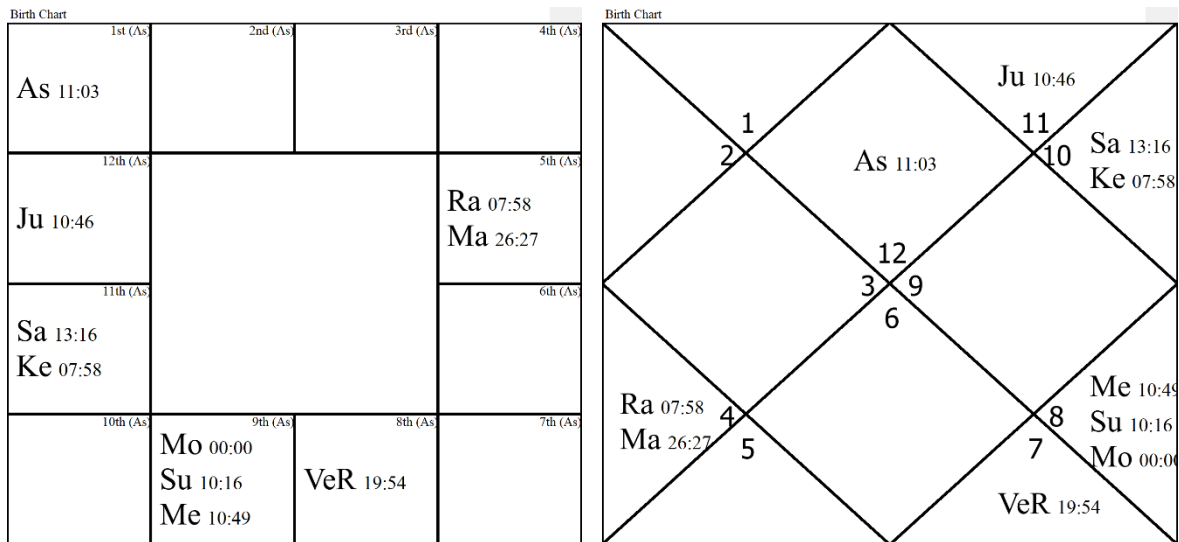 Birth Chart
1st (As)
2nd (As)
3rd (As)
4th (As)
As 11:03
12th (As)
5th (As)
Ju 10:46
Ra 07:58
Ma 26:27
11th (As)
6th (As)
Sa 13:16
Ke 07:58
10th (As)
9th (As)
8th (As)
7th (As)
Mo 00:00
Su 10:16
Me 10:49
VeR 19:54
Birth Chart
Ju 10:46
1
11
2
As 11:03
10
Sa 13:16
Ke 07:58
12
3
9
6
Ra 07:58
Ma 26:27
4
5
8
7
Me 10:49
Su 10:16
Mo 00:00
VeR 19:54